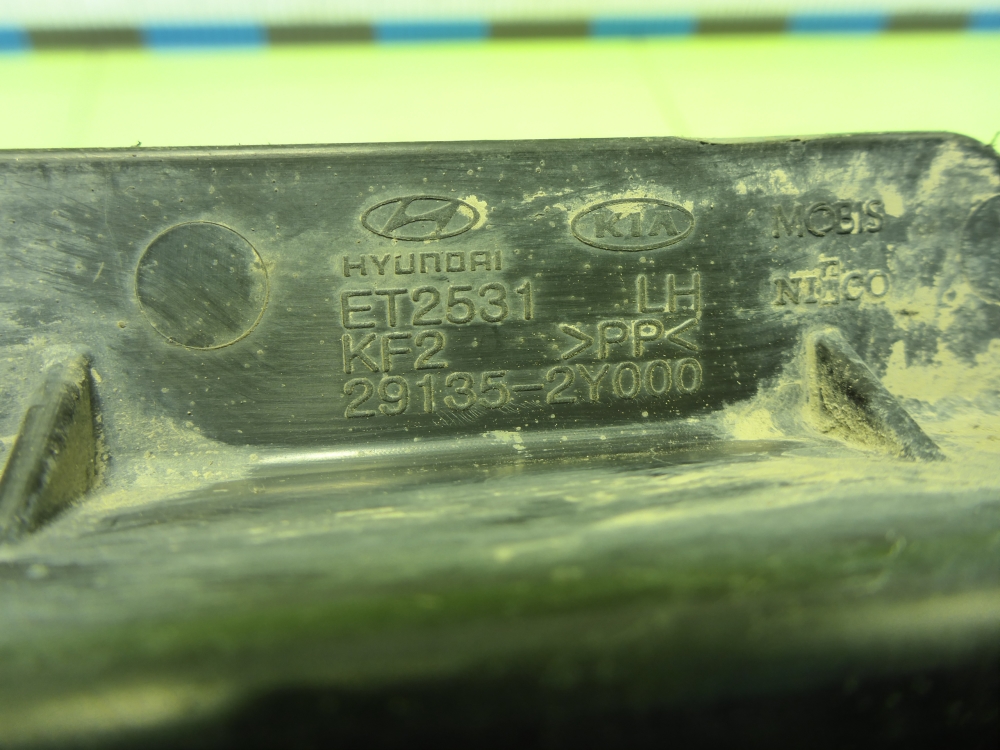 KIA
MOBIS
HYUNDAI
NIFCO
ET2531 LH
KF2 >PP<
29135-2Y000